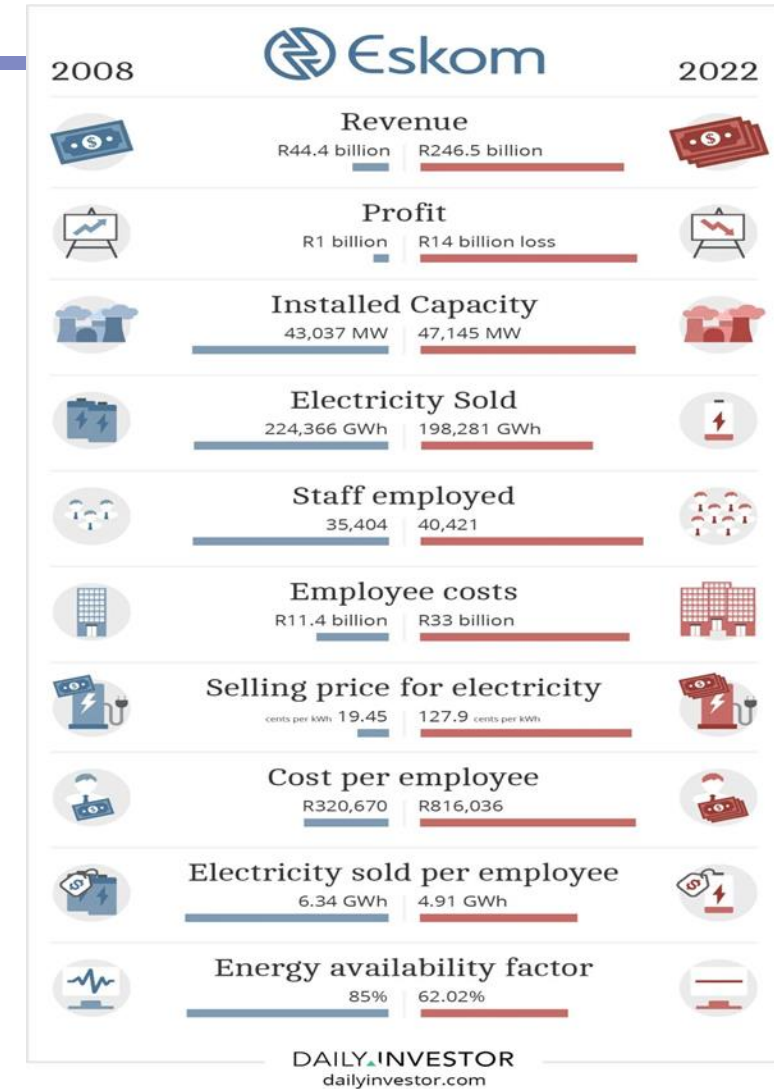 Eskom
2008 2022
Revenue
R44.4 billion R246.5 billion
Profit
R1 billion R14 billion loss
Installed Capacity
43,037 MW 47,145 MW
Electricity Sold
224,366 GWh 198,281 GWh
Staff employed
35,404 40,421
Employee costs
R11.4 billion R33 billion
Selling price for electricity
cents per kWh 19.45 127.9 cents per kWh
Cost per employee
R320,670 R816,036
Electricity sold per employee
6.34 GWh 4.91 GWh
Energy availability factor
85% 62.02%
DAILY INVESTOR
dailyinvestor.com